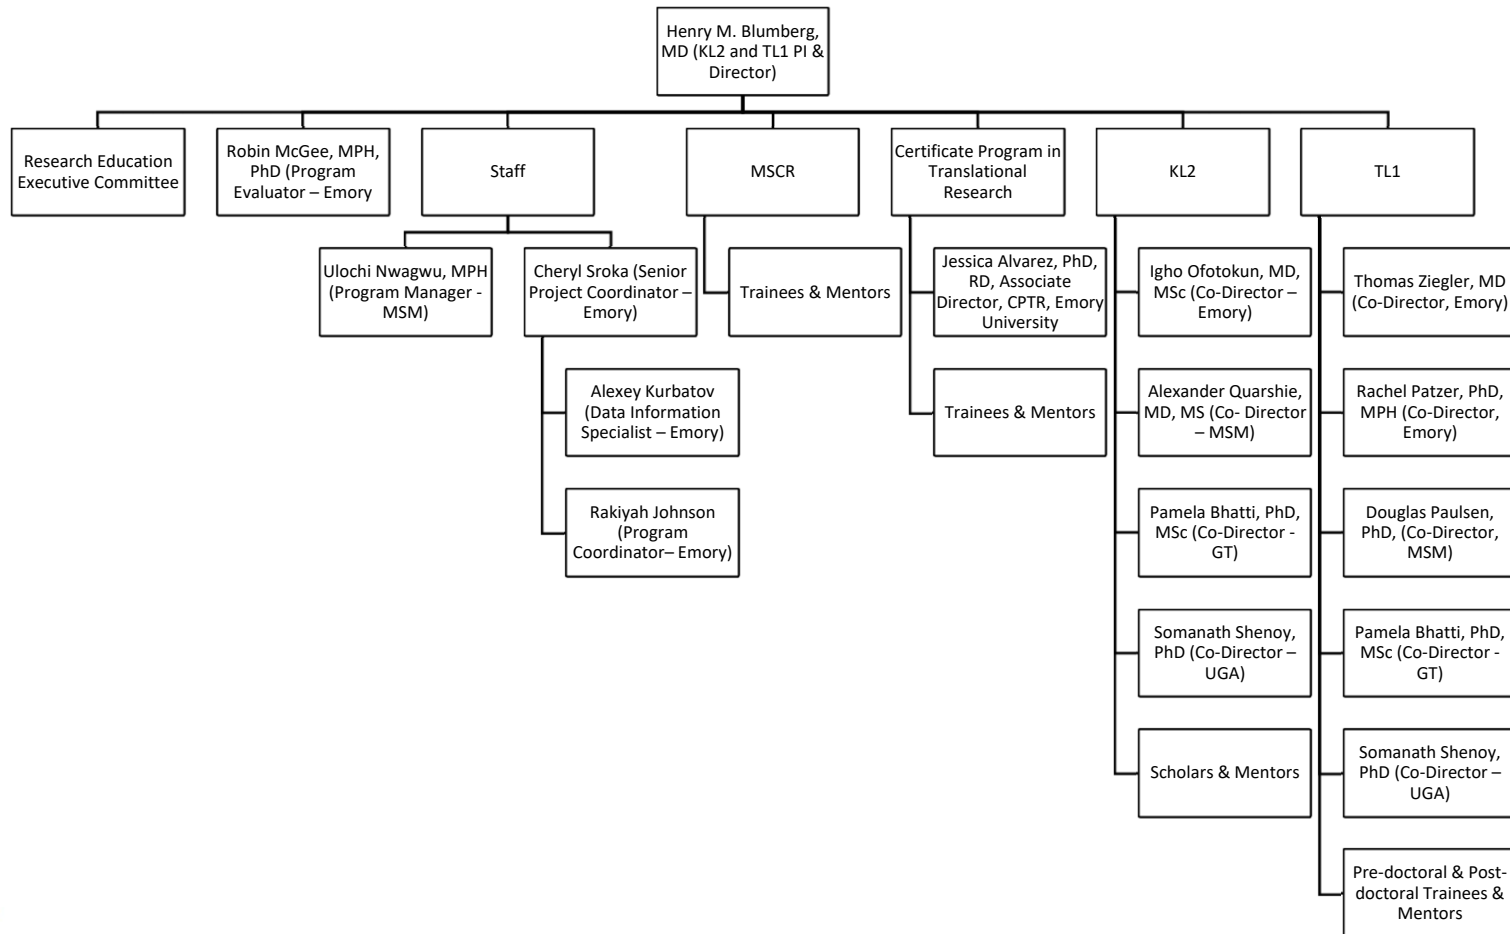 Henry M. Blumberg,
MD (KL2 and TL1 PI &
Director)
Research Education
Executive Committee
Robin McGee, MPH,
PhD (Program
Evaluator – Emory
Staff
MSCR
Certificate Program in
Translational
Research
KL2
TL1
Ulochi Nwagwu, MPH
(Program Manager -
MSM)
Cheryl Sroka (Senior
Project Coordinator –
Emory)
Alexey Kurbatov
(Data Information
Specialist – Emory)
Rakiyah Johnson
(Program
Coordinator– Emory)
Trainees & Mentors
Jessica Alvarez, PhD,
RD, Associate
Director, CPTR, Emory
University
Trainees & Mentors
Igho Ofotokun, MD,
MSc (Co-Director –
Emory)
Alexander Quarshie,
MD, MS (Co- Director
– MSM)
Pamela Bhatti, PhD,
MSc (Co-Director -
GT)
Somanath Shenoy,
PhD (Co-Director –
UGA)
Scholars & Mentors
Thomas Ziegler, MD
(Co-Director, Emory)
Rachel Patzer, PhD,
MPH (Co-Director,
Emory)
Douglas Paulsen,
PhD, (Co-Director,
MSM)
Pamela Bhatti, PhD,
MSc (Co-Director -
GT)
Somanath Shenoy,
PhD (Co-Director –
UGA)
Pre-doctoral & Post-
doctoral Trainees &
Mentors